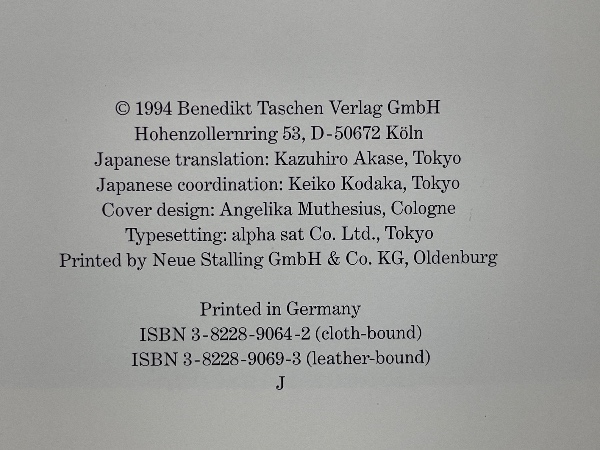 © 1994 Benedikt Taschen Verlag GmbH
Hohenzollernring 53, D-50672 Köln
Japanese translation: Kazuhiro Akase, Tokyo
Japanese coordination: Keiko Kodaka, Tokyo
Cover design: Angelika Muthesius, Cologne
Typesetting: alpha sat Co. Ltd., Tokyo
Printed by Neue Stalling GmbH & Co. KG, Oldenburg
Printed in Germany
ISBN 3-8228-9064-2 (cloth-bound)
ISBN 3-8228-9069-3 (leather-bound)
J